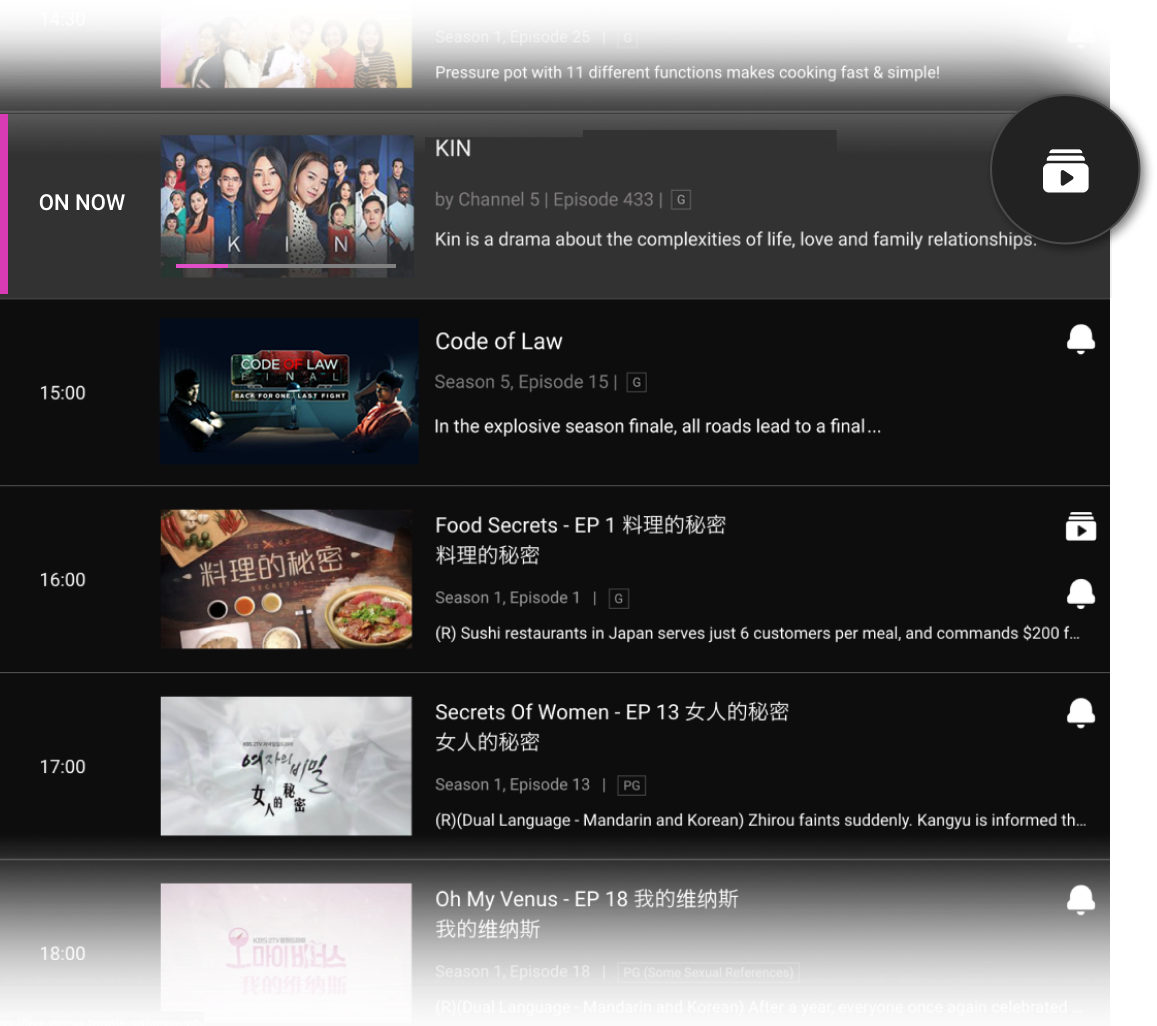 14:30
Season 1, Episode 25 | G
Pressure pot with 11 different functions makes cooking fast & simple!
ON NOW
KIN
KIN
by Channel 5 | Episode 433 | G
Kin is a drama about the complexities of life, love and family relationships.
15:00
CODE OF LAW
FINAL
BACK FOR ONE LAST FIGHT
Code of Law
Season 5, Episode 15 | G
In the explosive season finale, all roads lead to a final...
16:00
料理的秘密
SECRETS
Food Secrets - EP 1 料理的秘密
料理的秘密
Season 1, Episode 1 | G
(R) Sushi restaurants in Japan serves just 6 customers per meal, and commands $200 f...
17:00
여자의 비밀
女人的秘密
Secrets Of Women - EP 13 女人的秘密
女人的秘密
Season 1, Episode 13 | PG
(R)(Dual Language - Mandarin and Korean) Zhirou faints suddenly. Kangyu is informed th...
18:00
오마이비너스
我的维纳斯
Oh My Venus - EP 18 我的维纳斯
我的维纳斯
Season 1, Episode 18 | PG (Some Sexual References)
(R)(Dual Language - Mandarin and Korean) After a year, everyone once again celebrated...